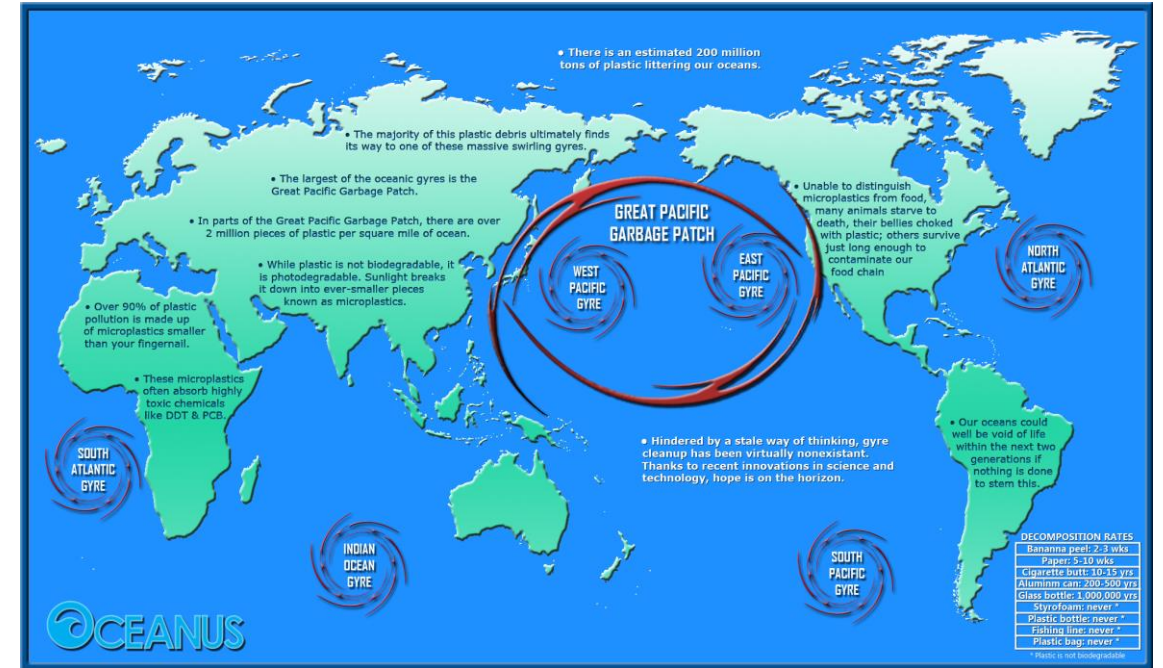 • There is an estimated 200 million
tons of plastic littering our oceans.
• The majority of this plastic debris ultimately finds
its way to one of these massive swirling gyres.
• The largest of the oceanic gyres is the
Great Pacific Garbage Patch.
• In parts of the Great Pacific Garbage Patch, there are over
2 million pieces of plastic per square mile of ocean.
• While plastic is not biodegradable, it
is photodegradable. Sunlight breaks
it down into ever-smaller pieces
known as microplastics.
• Over 90% of plastic
pollution is made up
of microplastics smaller
than your fingernail.
• These microplastics
often absorb highly
toxic chemicals
like DDT & PCB.
GREAT PACIFIC
GARBAGE PATCH
WEST
PACIFIC
GYRE
EAST
PACIFIC
GYRE
• Unable to distinguish
microplastics from food,
many animals starve to
death, their bellies choked
with plastic; others survive
just long enough to
contaminate our
food chain
NORTH
ATLANTIC
GYRE
SOUTH
ATLANTIC
GYRE
INDIAN
OCEAN
GYRE
• Hindered by a stale way of thinking, gyre
cleanup has been virtually nonexistant.
Thanks to recent innovations in science and
technology, hope is on the horizon.
SOUTH
PACIFIC
GYRE
• Our oceans could
well be void of life
within the next two
generations if
nothing is done
to stem this.
DECOMPOSITION RATES
Bananna peel: 2-3 wks
Paper: 5-10 wks
Cigarette butt: 10-15 yrs
Aluminm can: 200-500 yrs
Glass bottle: 1,000,000 yrs
Styrofoam: never *
Plastic bottle: never *
Fishing line: never *
Plastic bag: never *
* Plastic is not biodegradable
OCEANUS